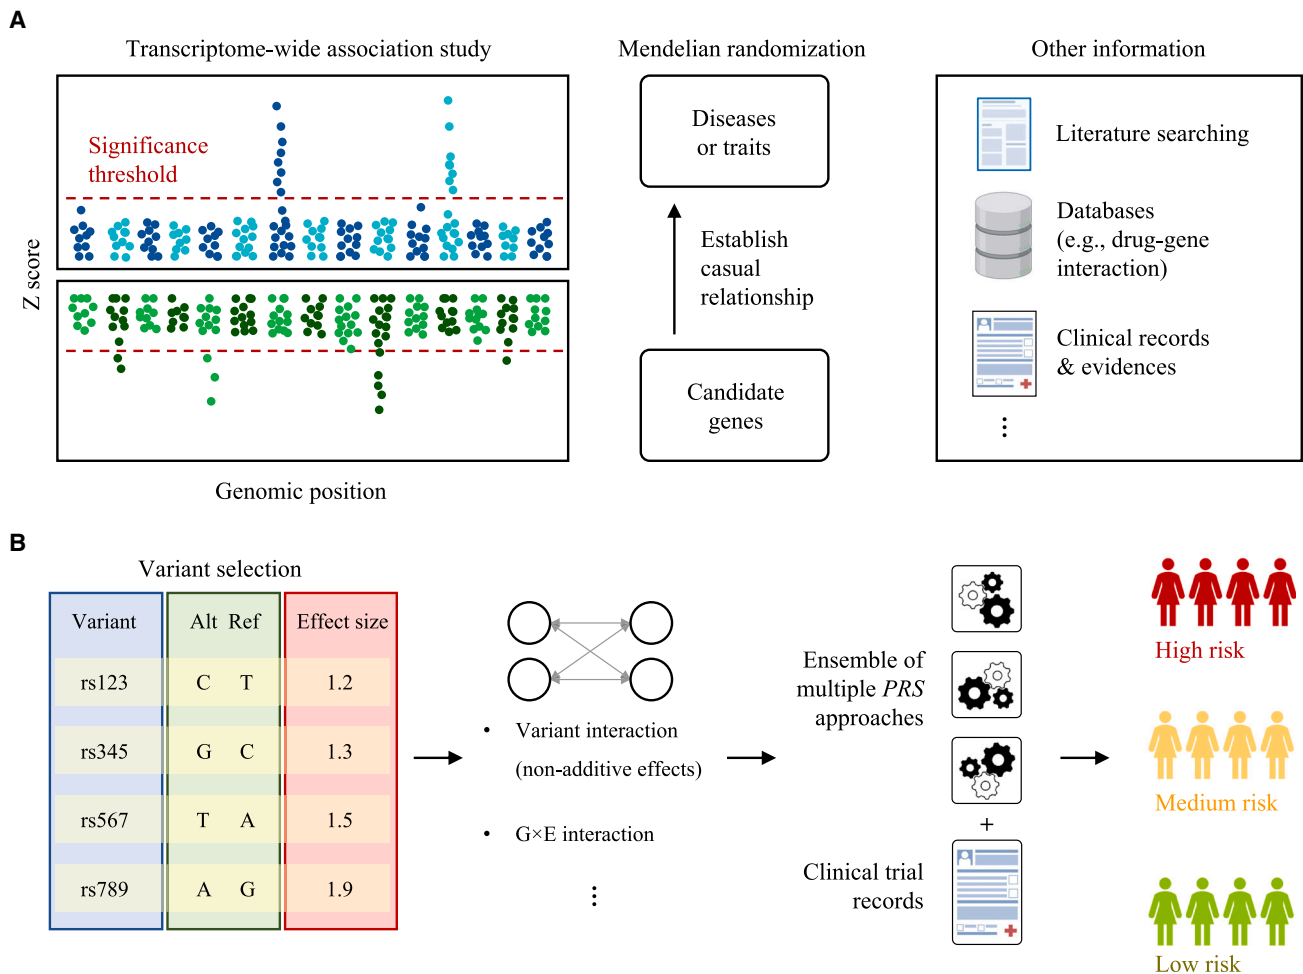 A
Transcriptome-wide association study
Significance
threshold
Z score
Genomic position
Mendelian randomization
Diseases
or traits
Establish
casual
relationship
Candidate
genes
Other information
Literature searching
Databases
(e.g., drug-gene
interaction)
Clinical records
& evidences
⋮
B
Variant selection
Variant Alt Ref Effect size
rs123 C T 1.2
rs345 G C 1.3
rs567 T A 1.5
rs789 A G 1.9
• Variant interaction
(non-additive effects)
• G×E interaction
⋮
Ensemble of
multiple PRS
approaches
+
Clinical trial
records
High risk
Medium risk
Low risk